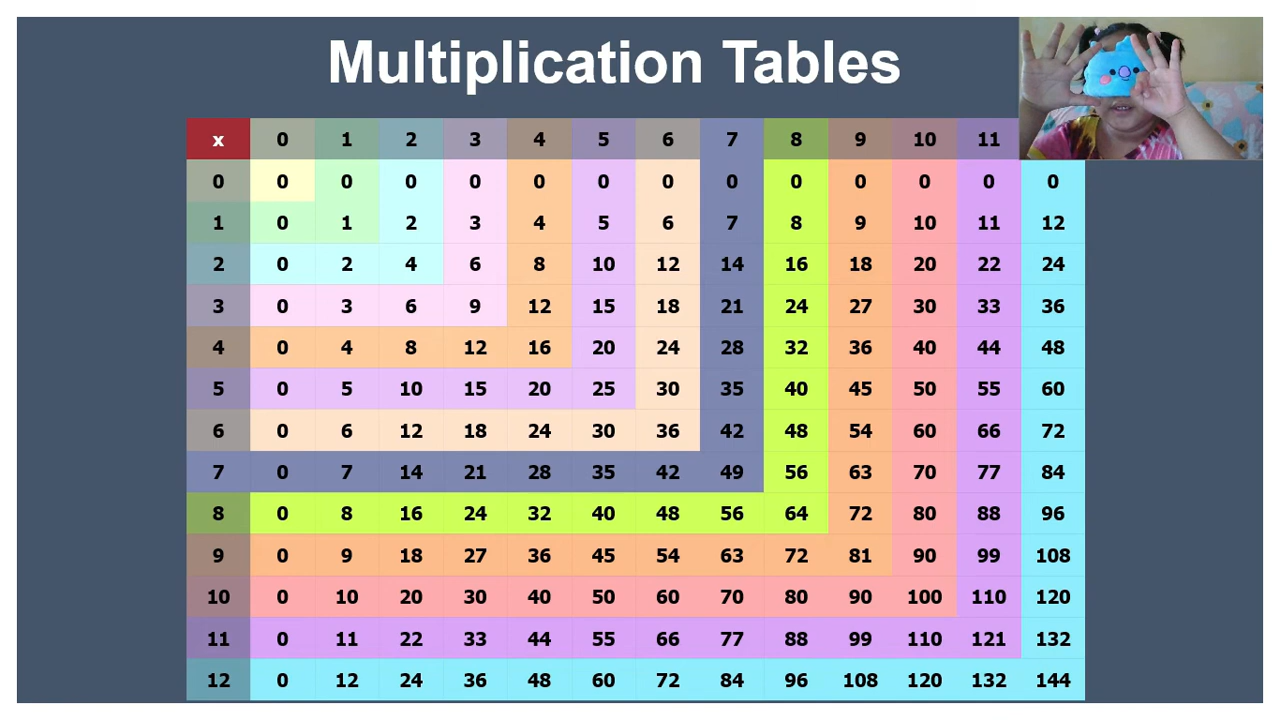 Multiplication Tables
x 0 1 2 3 4 5 6 7 8 9 10 11
0 0 0 0 0 0 0 0 0 0 0 0 0 0
1 0 1 2 3 4 5 6 7 8 9 10 11 12
2 0 2 4 6 8 10 12 14 16 18 20 22 24
3 0 3 6 9 12 15 18 21 24 27 30 33 36
4 0 4 8 12 16 20 24 28 32 36 40 44 48
5 0 5 10 15 20 25 30 35 40 45 50 55 60
6 0 6 12 18 24 30 36 42 48 54 60 66 72
7 0 7 14 21 28 35 42 49 56 63 70 77 84
8 0 8 16 24 32 40 48 56 64 72 80 88 96
9 0 9 18 27 36 45 54 63 72 81 90 99 108
10 0 10 20 30 40 50 60 70 80 90 100 110 120
11 0 11 22 33 44 55 66 77 88 99 110 121 132
12 0 12 24 36 48 60 72 84 96 108 120 132 144